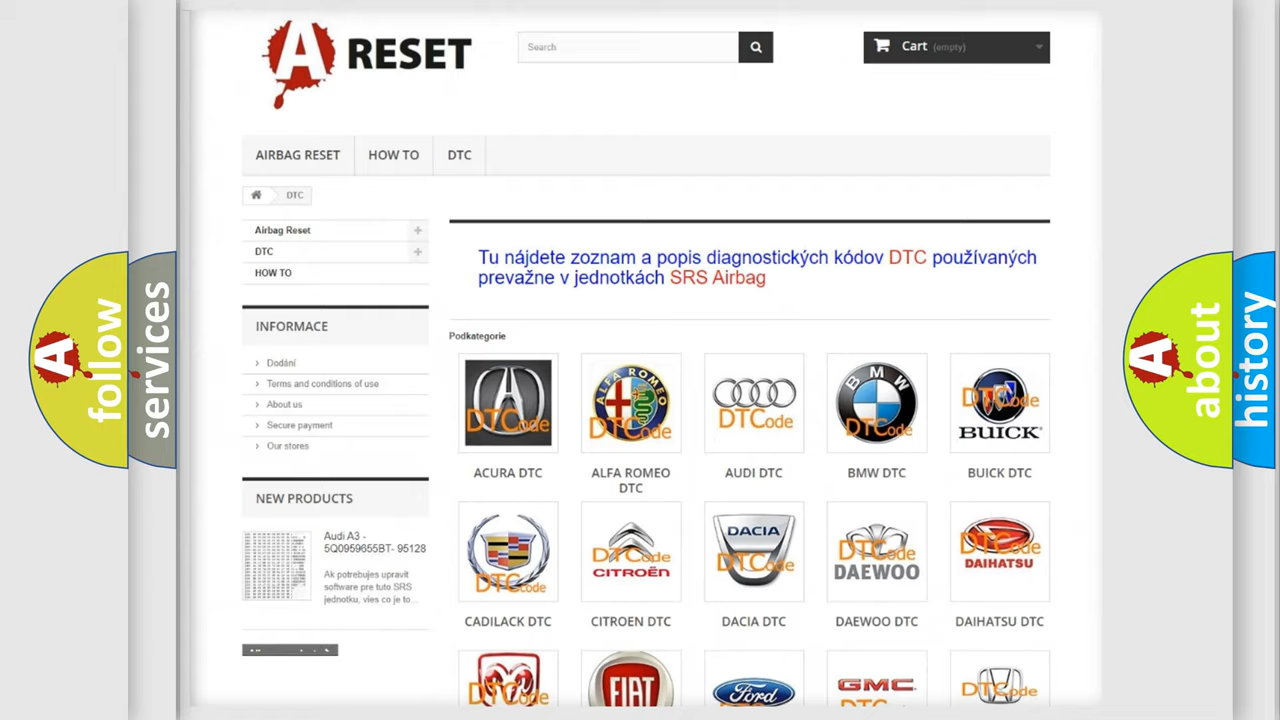 A RESET
Search
Cart (empty)
AIRBAG RESET
HOW TO
DTC
DTC
Airbag Reset
DTC
HOW TO
Tu nájdete zoznam a popis diagnostických kódov DTC používaných
prevažne v jednotkách SRS Airbag
INFORMACE
Dodání
Terms and conditions of use
About us
Secure payment
Our stores
Podkategorie
DTCode
ALFA ROMEO
DTCode
DTCode
BMW
DTCode
DTCode
BUICK
ACURA DTC
ALFA ROMEO
DTC
AUDI DTC
BMW DTC
BUICK DTC
NEW PRODUCTS
Audi A3 -
5Q0959655BT- 95128
Ak potrebujes upravit
software pre tuto SRS
jednotku, vies co je to...
DTCode
DTCode
CITROËN
DACIA
DTCode
DTCode
DAEWOO
DTCode
DAIHATSU
CADILACK DTC
CITROEN DTC
DACIA DTC
DAEWOO DTC
DAIHATSU DTC
DTCode
FIAT
Ford
GMC
DTCode
A follow
services
A about
history